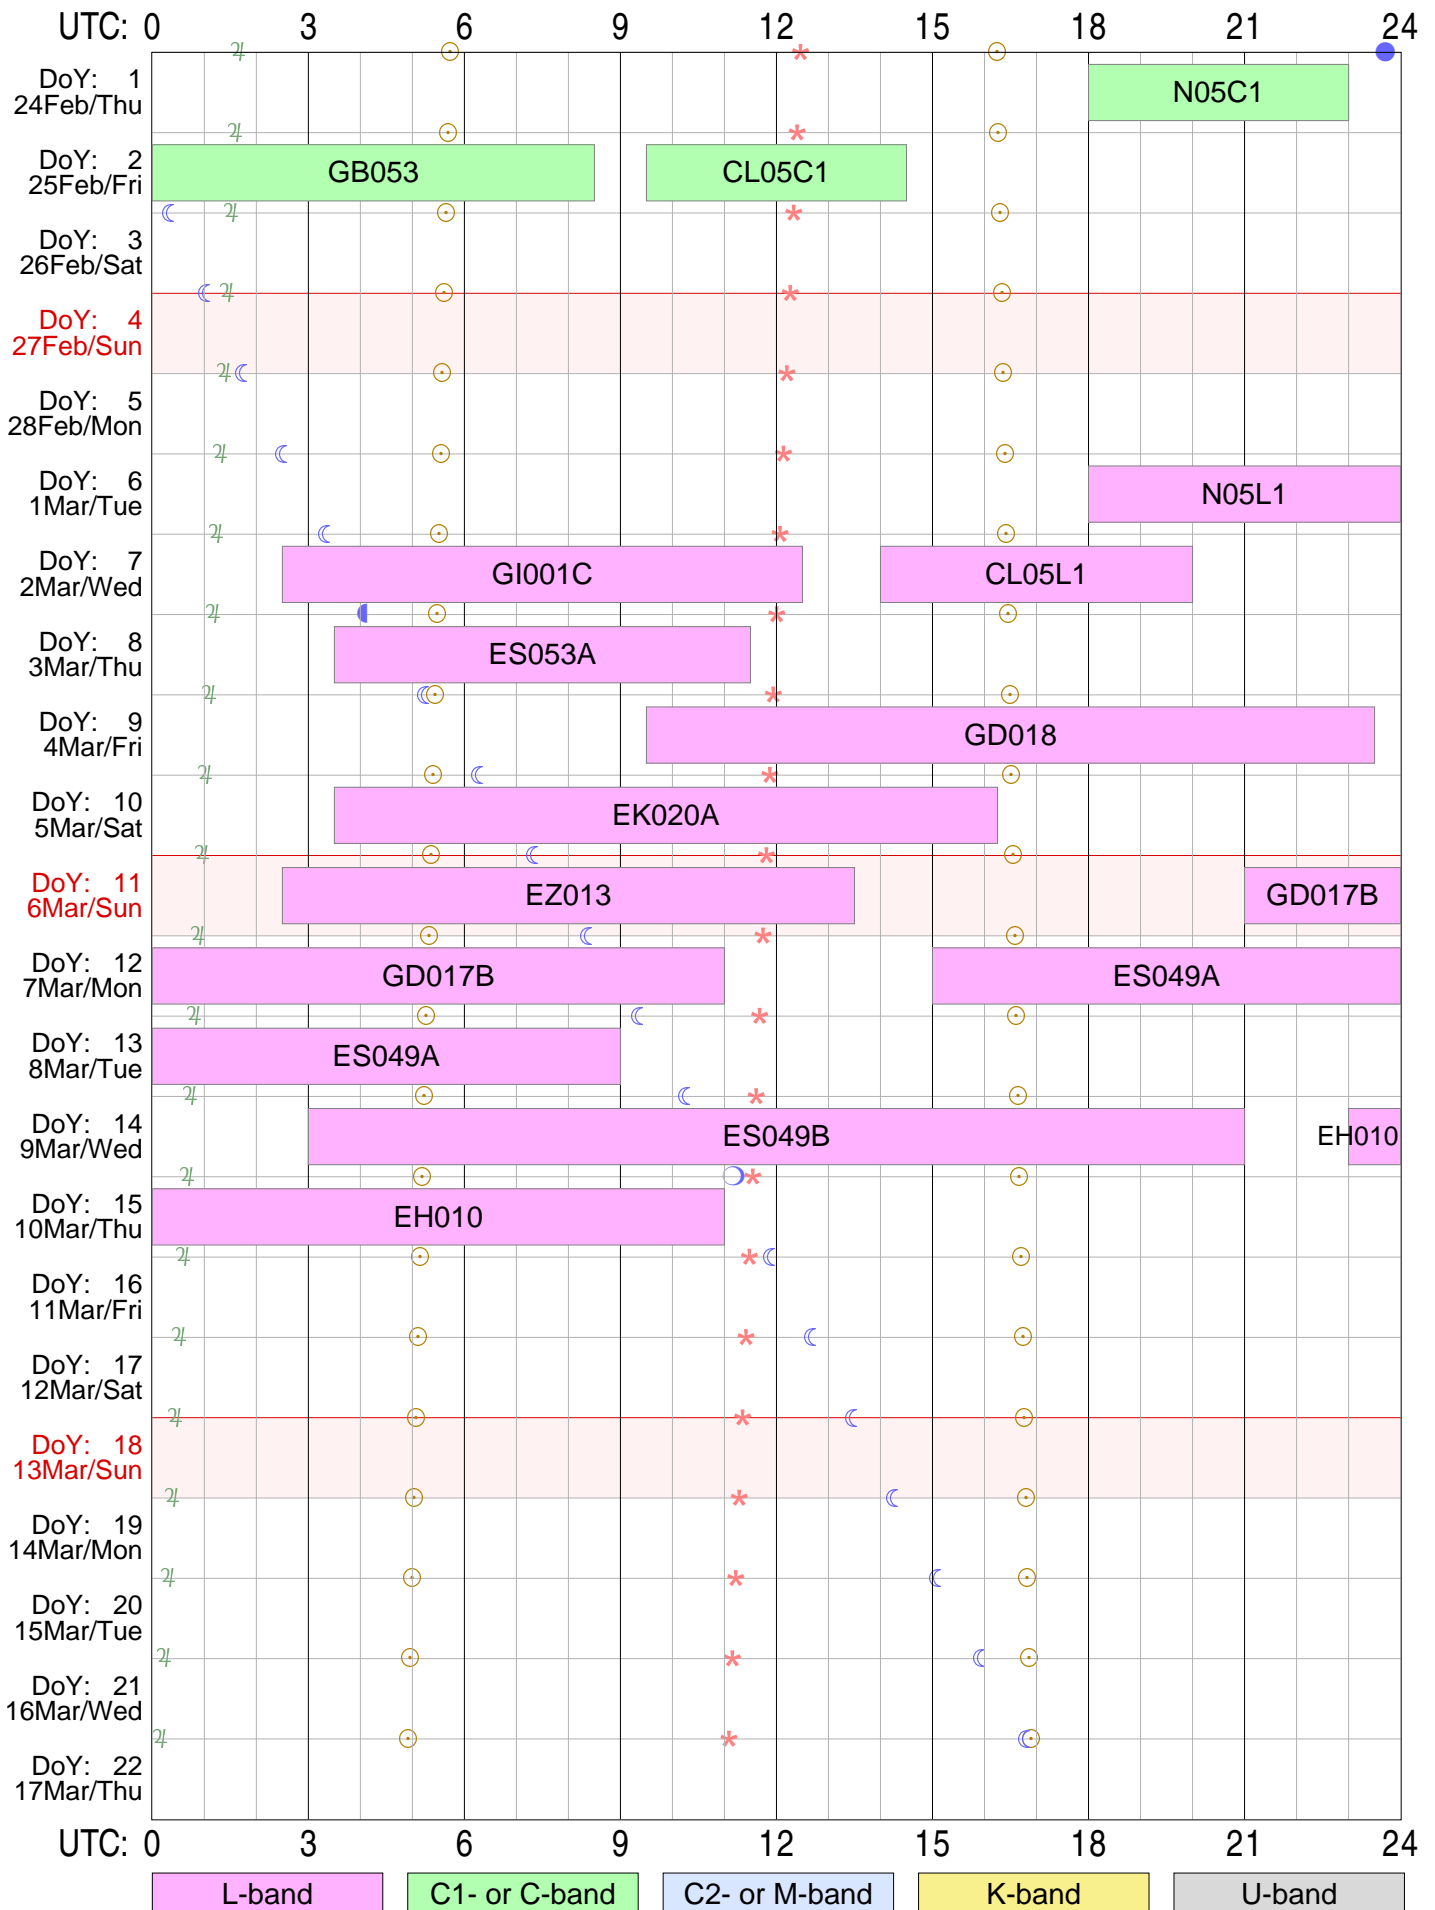 UTC: 0 3 6 9 12 15 18 21 24
DoY: 1
24Feb/Thu
N05C1
DoY: 2
25Feb/Fri
GB053 CL05C1
DoY: 3
26Feb/Sat
DoY: 4
27Feb/Sun
DoY: 5
28Feb/Mon
DoY: 6
1Mar/Tue
N05L1
DoY: 7
2Mar/Wed
GI001C CL05L1
DoY: 8
3Mar/Thu
ES053A
DoY: 9
4Mar/Fri
GD018
DoY: 10
5Mar/Sat
EK020A
DoY: 11
6Mar/Sun
EZ013 GD017B
DoY: 12
7Mar/Mon
GD017B ES049A
DoY: 13
8Mar/Tue
ES049A
DoY: 14
9Mar/Wed
ES049B EH010
DoY: 15
10Mar/Thu
EH010
DoY: 16
11Mar/Fri
DoY: 17
12Mar/Sat
DoY: 18
13Mar/Sun
DoY: 19
14Mar/Mon
DoY: 20
15Mar/Tue
DoY: 21
16Mar/Wed
DoY: 22
17Mar/Thu
UTC: 0 3 6 9 12 15 18 21 24
L-band C1- or C-band C2- or M-band K-band U-band